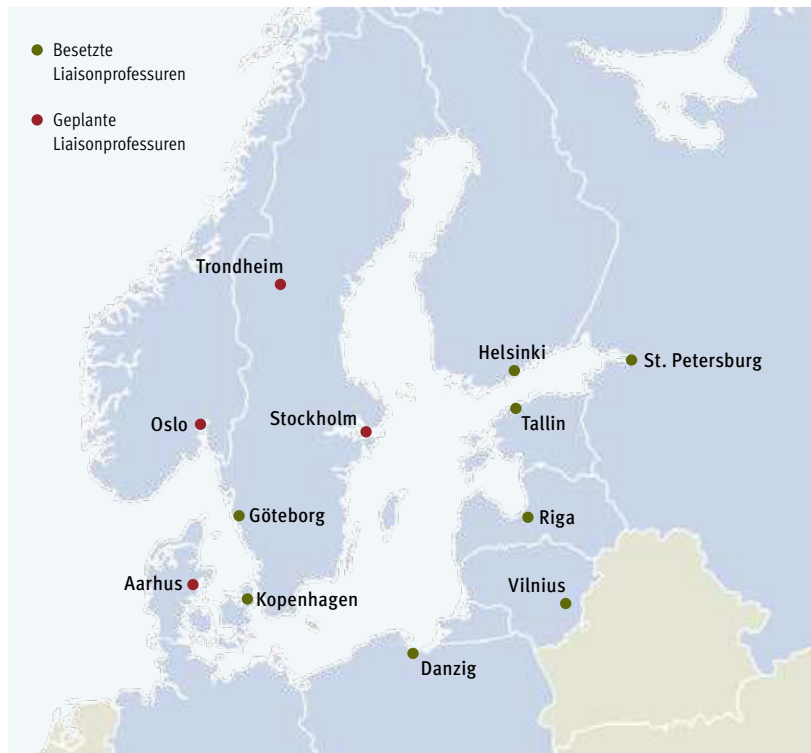 Besetzte
Liaisonprofessuren
Geplante
Liaisonprofessuren
Trondheim
Helsinki
St. Petersburg
Oslo
Stockholm
Tallin
Göteborg
Riga
Aarhus
Kopenhagen
Vilnius
Danzig